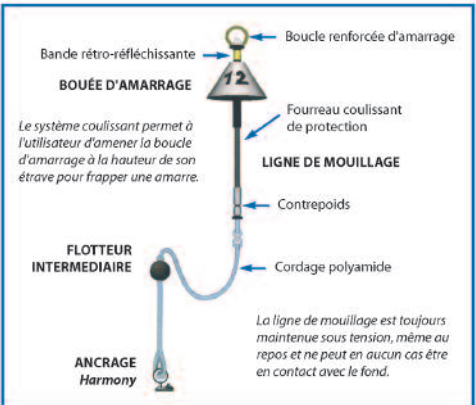 Boucle renforcée d'amarrage
Bande rétro-réfléchissante
BOUÉE D'AMARRAGE
12
Fourreau coulissant
de protection
Le système coulissant permet à
l'utilisateur d'amener la boucle
d'amarrage à la hauteur de son
étrave pour frapper une amarre.
LIGNE DE MOUILLAGE
Contrepoids
FLOTTEUR
INTERMEDIAIRE
Cordage polyamide
La ligne de mouillage est toujours
maintenue sous tension, même au
repos et ne peut en aucun cas être
en contact avec le fond.
ANCRAGE
Harmony